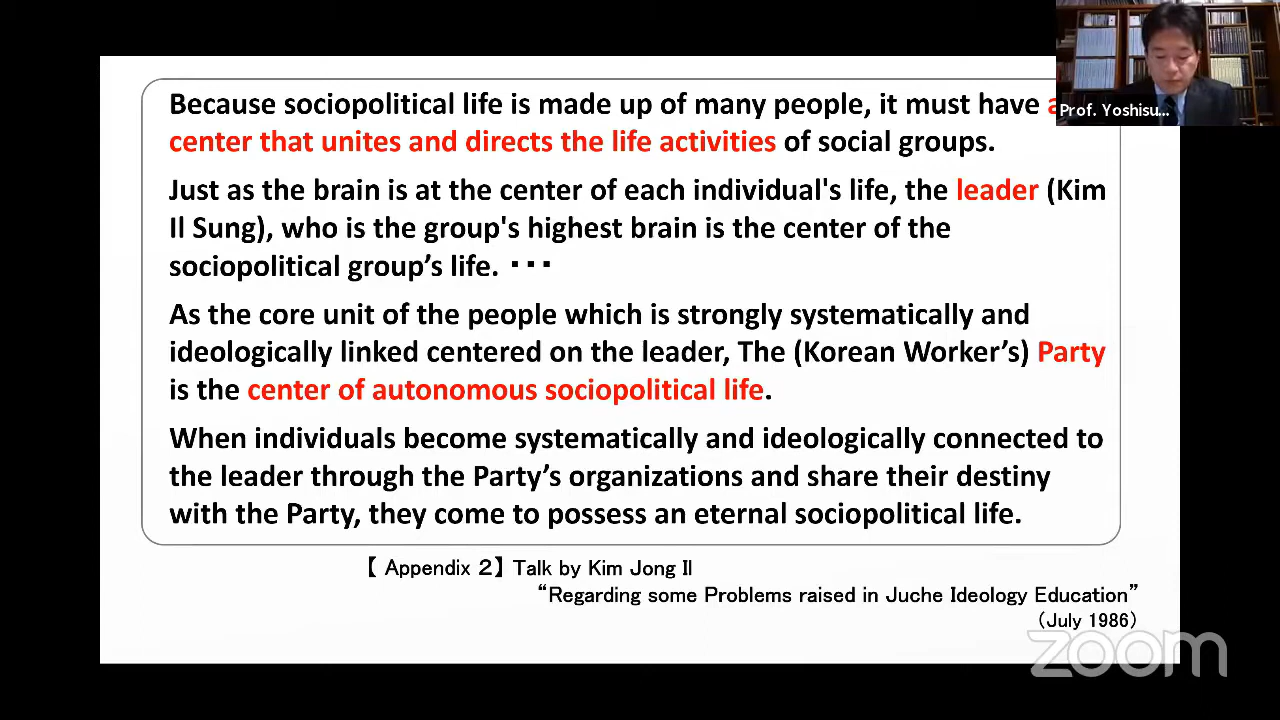 Because sociopolitical life is made up of many people, it must have a
center that unites and directs the life activities of social groups.
Just as the brain is at the center of each individual's life, the leader (Kim
Il Sung), who is the group's highest brain is the center of the
sociopolitical group’s life. ･･･
As the core unit of the people which is strongly systematically and
ideologically linked centered on the leader, The (Korean Worker’s) Party
is the center of autonomous sociopolitical life.
When individuals become systematically and ideologically connected to
the leader through the Party’s organizations and share their destiny
with the Party, they come to possess an eternal sociopolitical life.
【 Appendix 2】 Talk by Kim Jong Il
“Regarding some Problems raised in Juche Ideology Education”
(July 1986)
Prof. Yoshisu...
zoom